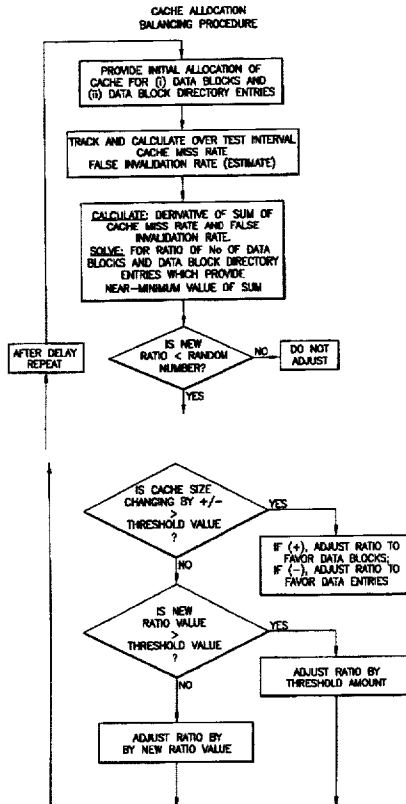 CACHE ALLOCATION
BALANCING PROCEDURE
PROVIDE INITIAL ALLOCATION OF
CACHE FOR (i) DATA BLOCKS AND
(ii) DATA BLOCK DIRECTORY ENTRIES
TRACK AND CALCULATE OVER TEST INTERVAL
CACHE MISS RATE
FALSE INVALIDATION RATE (ESTIMATE)
CALCULATE: DERIVATIVE OF SUM OF
CACHE MISS RATE AND FALSE
INVALIDATION RATE.
SOLVE: FOR RATIO OF No OF DATA
BLOCKS AND DATA BLOCK DIRECTORY
ENTRIES WHICH PROVIDE
NEAR-MINIMUM VALUE OF SUM
AFTER DELAY
REPEAT
IS NEW
RATIO < RANDOM
NUMBER?
NO
DO NOT
ADJUST
YES
IS CACHE SIZE
CHANGING BY +/-
>
THRESHOLD VALUE
?
YES
IF (+), ADJUST RATIO TO
FAVOR DATA BLOCKS;
IF (-), ADJUST RATIO TO
FAVOR DATA ENTRIES
NO
IS NEW
RATIO VALUE
>
THRESHOLD VALUE
?
YES
ADJUST RATIO BY
THRESHOLD AMOUNT
NO
ADJUST RATIO BY
BY NEW RATIO VALUE